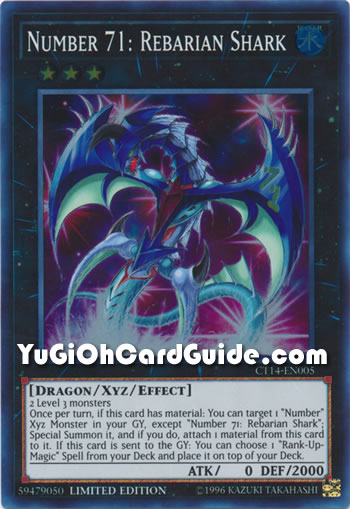 NUMBER 71: REBARIAN SHARK
水
YuGiOhCardGuide.com
CT14-EN005
[DRAGON/XYZ/EFFECT]
2 Level 3 monsters
Once per turn, if this card has material: You can target 1 "Number"
Xyz Monster in your GY, except "Number 71: Rebarian Shark";
Special Summon it, and if you do, attach 1 material from this card
to it. If this card is sent to the GY: You can choose 1 "Rank-Up-
Magic" Spell from your Deck and place it on top of your Deck.
ATK/ 0 DEF/2000
59479050 LIMITED EDITION ©1996 KAZUKI TAKAHASHI